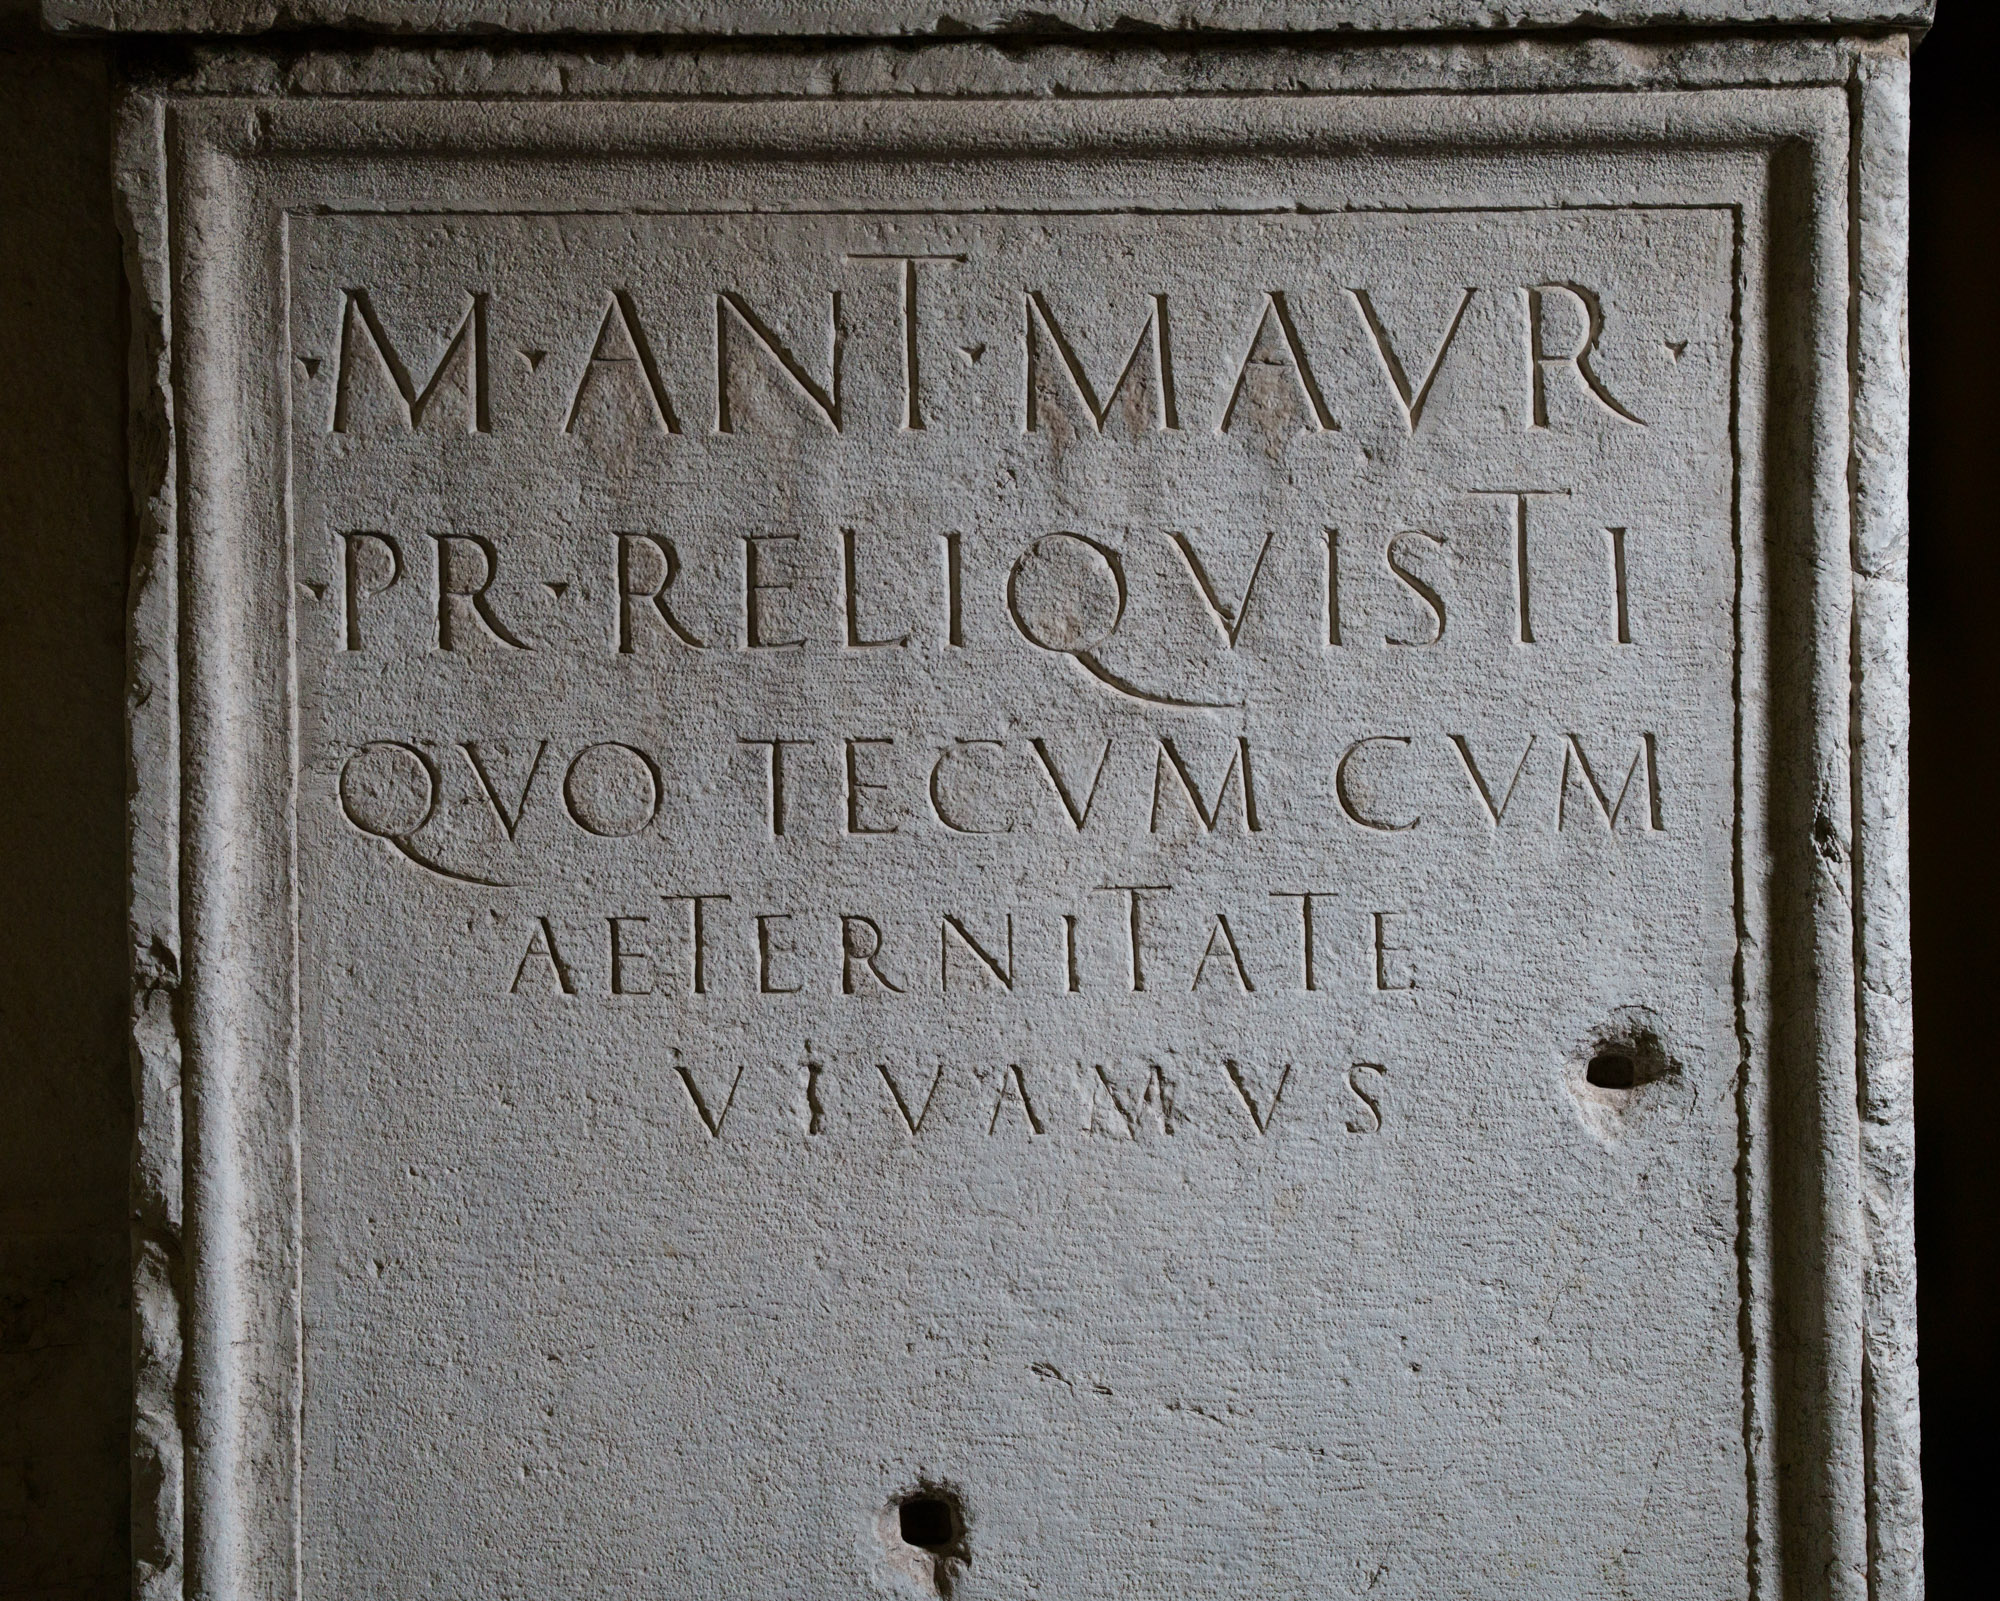 · M · ANT · MAVR ·
· PR · RELIQVISTI
QVO TECVM CVM
AETERNITATE
VIVAMVS